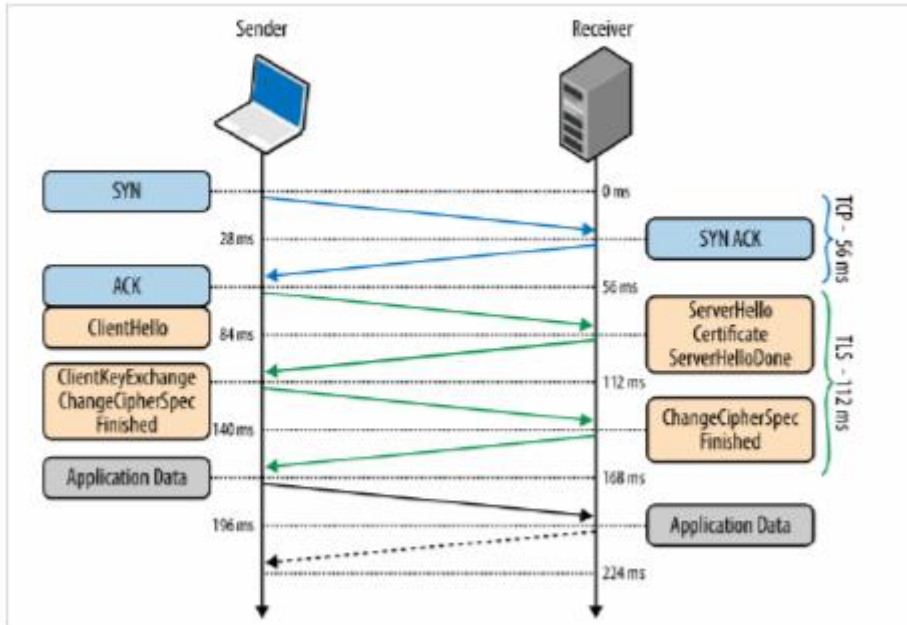 Sender
Receiver
SYN
0 ms
28 ms
SYN ACK
TCP - 56 ms
ACK
56 ms
ClientHello
84 ms
ServerHello
Certificate
ServerHelloDone
TLS - 112 ms
ClientKeyExchange
ChangeCipherSpec
Finished
112 ms
140 ms
ChangeCipherSpec
Finished
Application Data
168 ms
196 ms
Application Data
224 ms